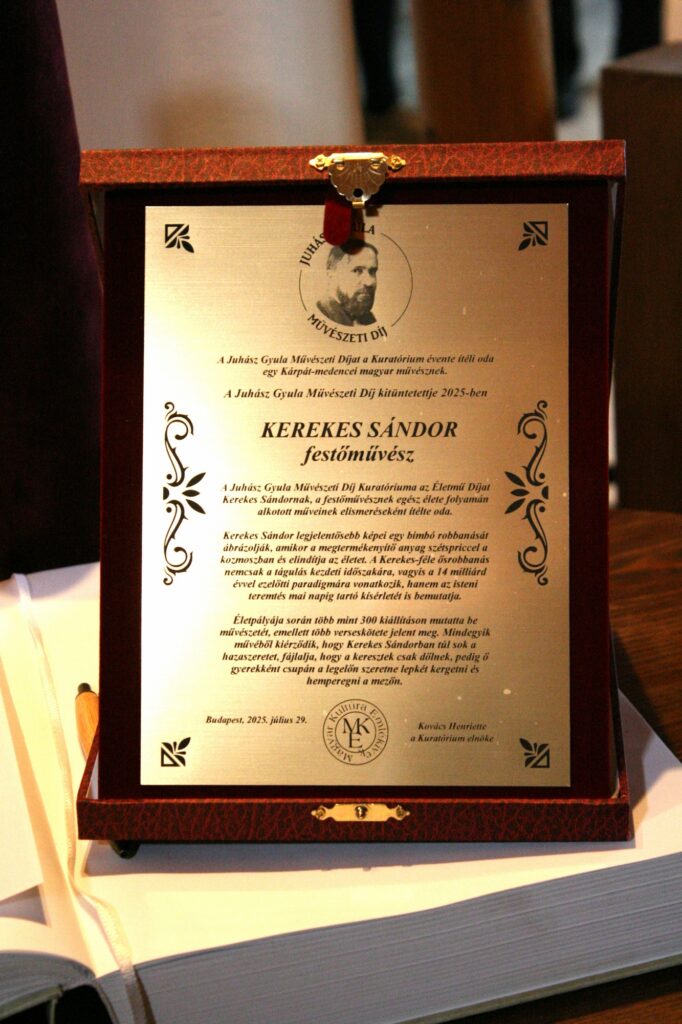 JUHÁSZ GYULA
MŰVÉSZETI DÍJ
A Juhász Gyula Művészeti Díjat a Kuratórium évente ítéli oda
egy Kárpát-medencei magyar művésznek.
A Juhász Gyula Művészeti Díj kitüntetettje 2025-ben
KEREKES SÁNDOR
festőművész
A Juhász Gyula Művészeti Díj Kuratóriuma az Életmű Díjat
Kerekes Sándornak, a festőművésznek egész élete folyamán
alkotott műveinek elismeréseként ítélte oda.
Kerekes Sándor legjelentősebb képei egy bimbó robbanását
ábrázolják, amikor a megtermékenyítő anyag szétspriccel a
kozmoszban és elindítja az életet. A Kerekes-féle ősrobbanás
nemcsak a tágulás kezdeti időszakára, vagyis a 14 milliárd
évvel ezelőtti paradigmára vonatkozik, hanem az isteni
teremtés mai napig tartó kísérletét is bemutatja.
Életpályája során több mint 300 kiállításon mutatta be
művészetét, emellett több verseskötete jelent meg. Mindegyik
művéből kiérződik, hogy Kerekes Sándorban túl sok a
hazaszeretet, fájlalja, hogy a keresztek csak dőlnek, pedig ő
gyerekként csupán a legelőn szeretne lepkét kergetni és
hemperegni a mezőn.
Budapest, 2025. július 29.
Magyar Kultúra Emlékívek
MKE
Kovács Henriette
a Kuratórium elnöke